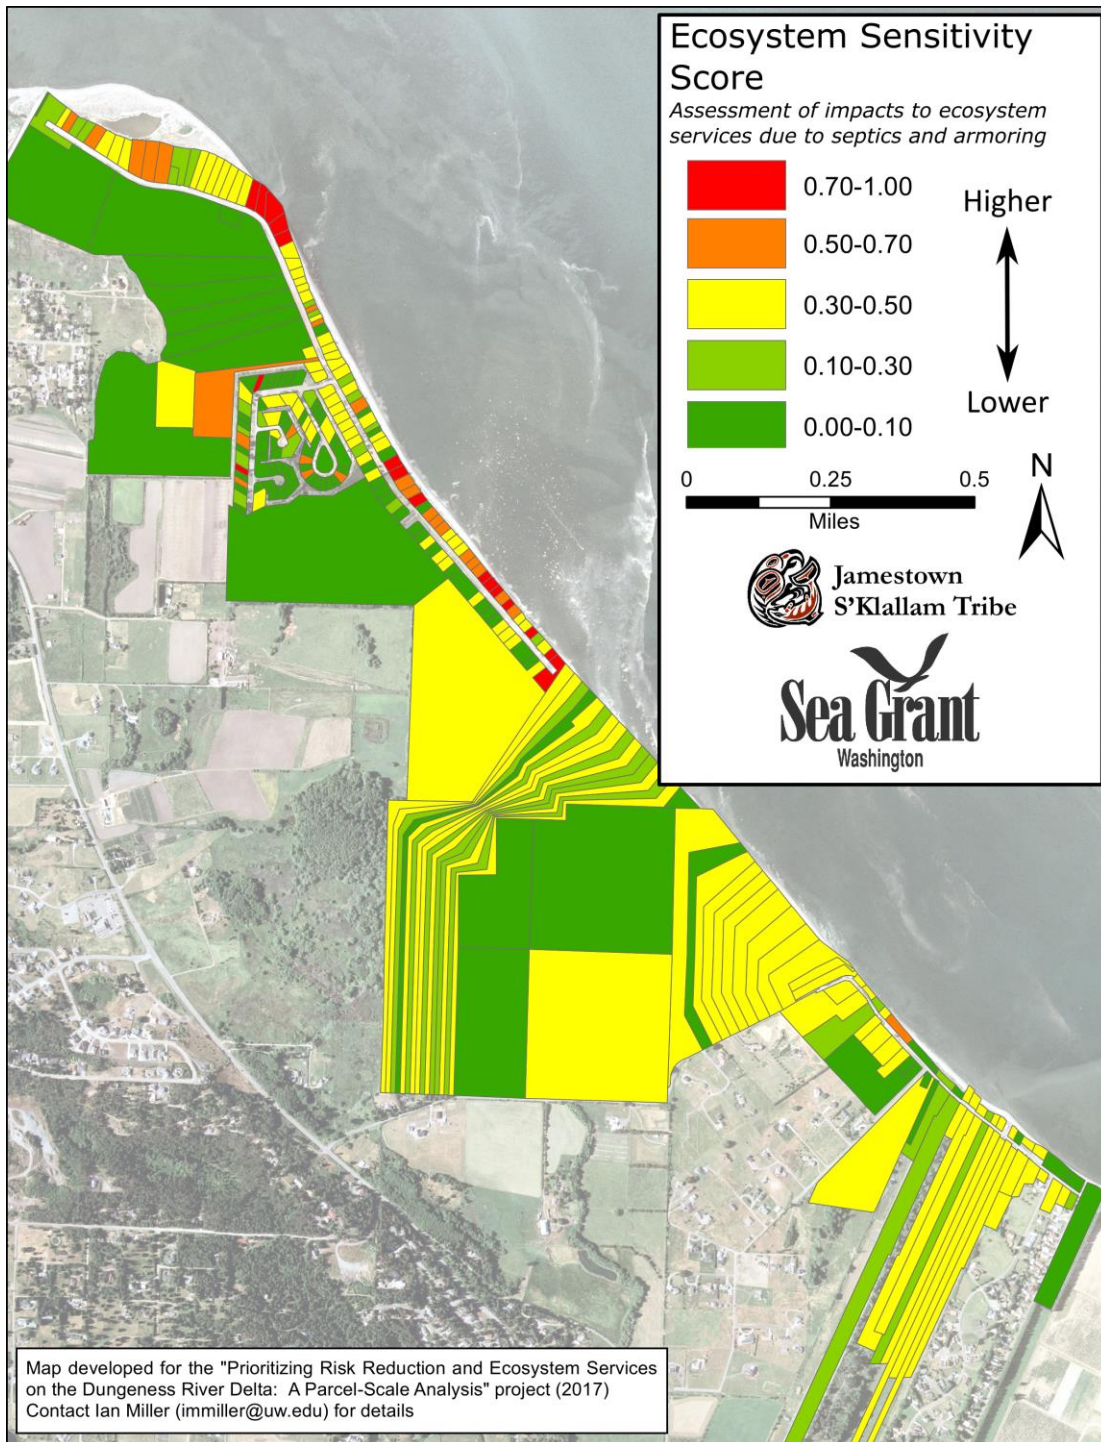 Ecosystem Sensitivity
Score
Assessment of impacts to ecosystem
services due to septics and armoring
0.70-1.00
0.50-0.70
0.30-0.50
0.10-0.30
0.00-0.10
Higher
Lower
0 0.25 0.5
Miles
N
Jamestown
S'Klallam Tribe
Sea Grant
Washington
Map developed for the "Prioritizing Risk Reduction and Ecosystem Services
on the Dungeness River Delta: A Parcel-Scale Analysis" project (2017)
Contact Ian Miller (immiller@uw.edu) for details